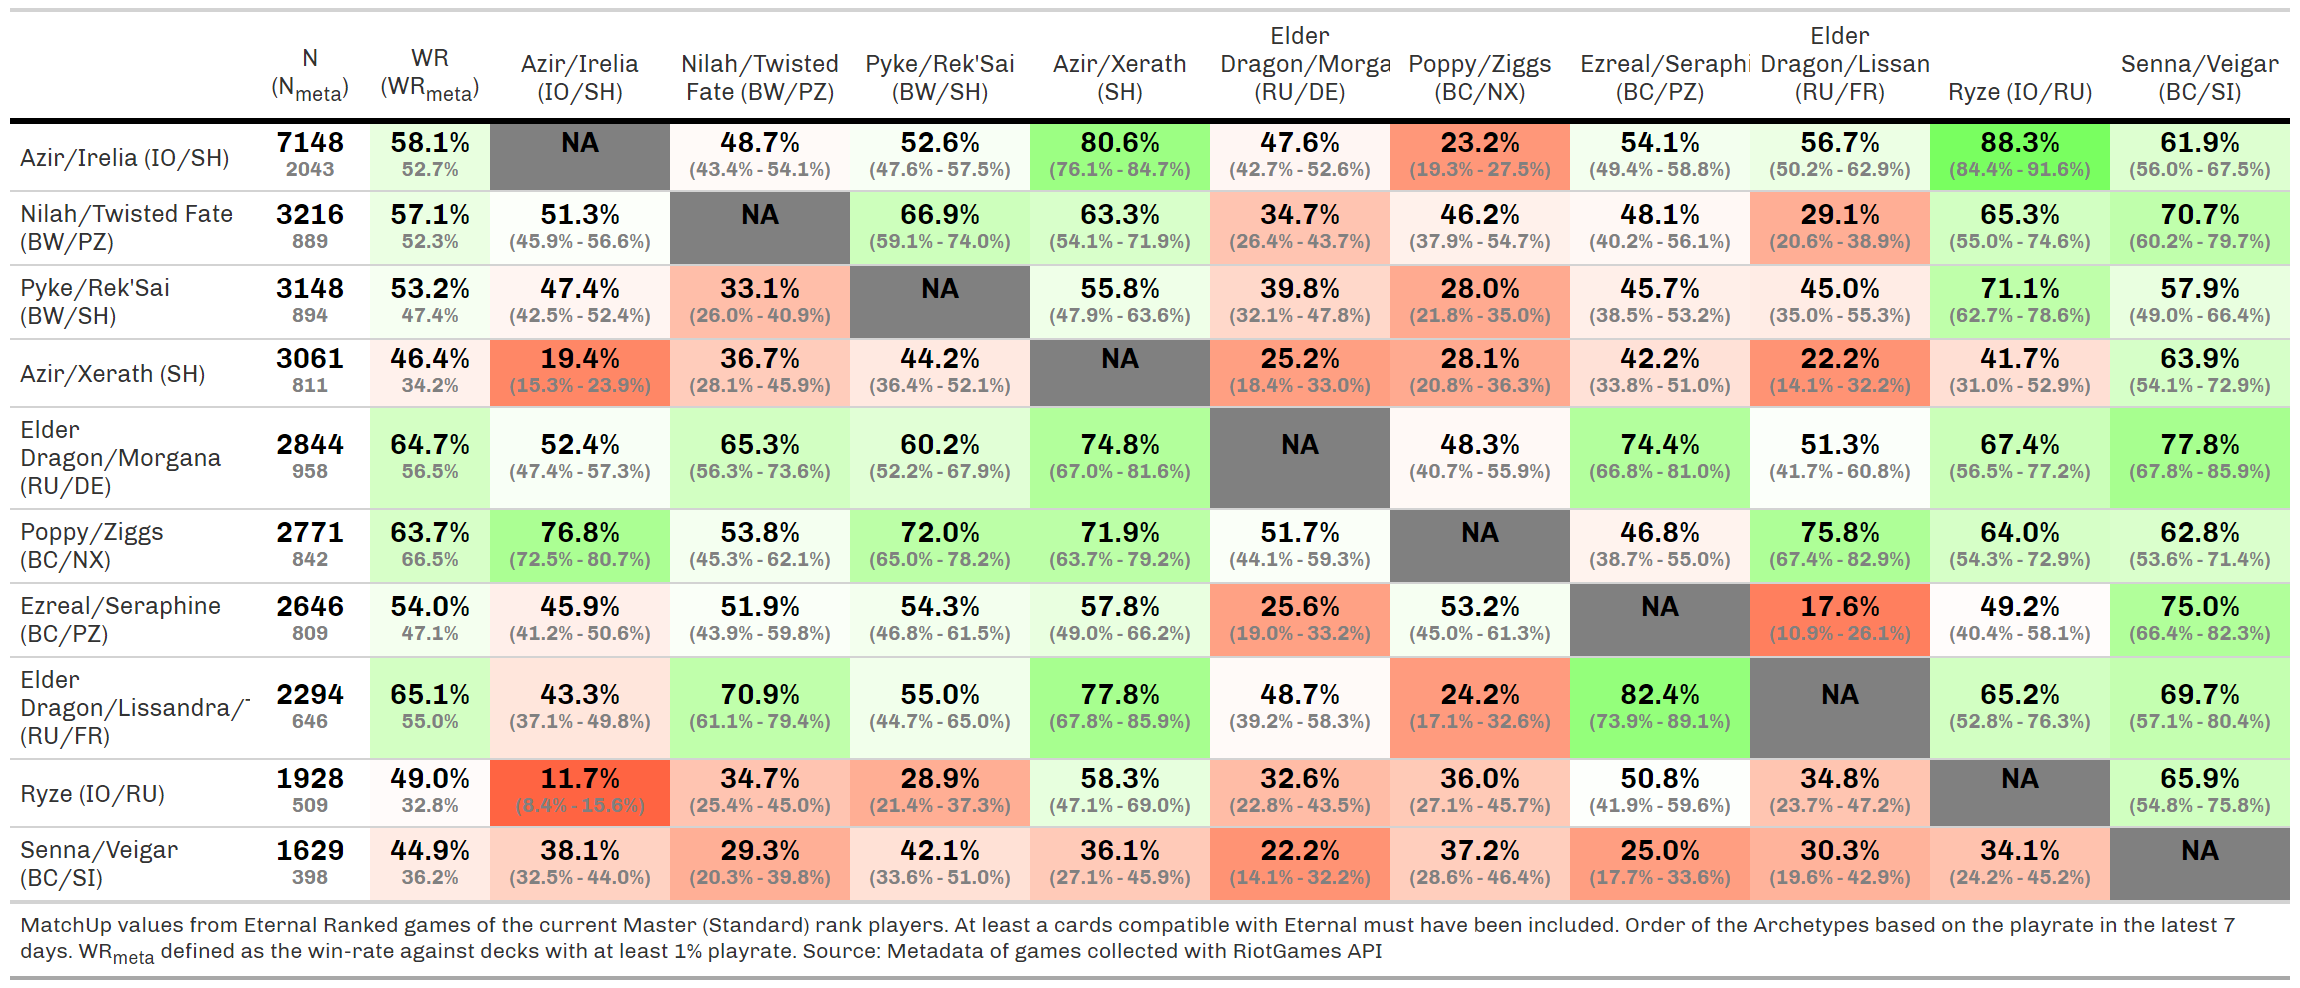 N (N_meta) WR (WR_meta) Azir/Irelia (IO/SH) Nilah/Twisted Fate (BW/PZ) Pyke/Rek'Sai (BW/SH) Azir/Xerath (SH) Elder Dragon/Morga (RU/DE) Poppy/Ziggs (BC/NX) Ezreal/Seraphi (BC/PZ) Elder Dragon/Lissan (RU/FR) Ryze (IO/RU) Senna/Veigar (BC/SI)
Azir/Irelia (IO/SH) 7148 58.1% NA 48.7% 52.6% 80.6% 47.6% 23.2% 54.1% 56.7% 88.3% 61.9%
2043 52.7% (43.4% - 54.1%) (47.6% - 57.5%) (76.1% - 84.7%) (42.7% - 52.6%) (19.3% - 27.5%) (49.4% - 58.8%) (50.2% - 62.9%) (84.4% - 91.6%) (56.0% - 67.5%)
Nilah/Twisted Fate 3216 57.1% 51.3% NA 66.9% 63.3% 34.7% 46.2% 48.1% 29.1% 65.3% 70.7%
(BW/PZ) 889 52.3% (45.9% - 56.6%) (59.1% - 74.0%) (54.1% - 71.9%) (26.4% - 43.7%) (37.9% - 54.7%) (40.2% - 56.1%) (20.6% - 38.9%) (55.0% - 74.6%) (60.2% - 79.7%)
Pyke/Rek'Sai 3148 53.2% 47.4% 33.1% NA 55.8% 39.8% 28.0% 45.7% 45.0% 71.1% 57.9%
(BW/SH) 894 47.4% (42.5% - 52.4%) (26.0% - 40.9%) (47.9% - 63.6%) (32.1% - 47.8%) (21.8% - 35.0%) (38.5% - 53.2%) (35.0% - 55.3%) (62.7% - 78.6%) (49.0% - 66.4%)
Azir/Xerath (SH) 3061 46.4% 19.4% 36.7% 44.2% NA 25.2% 28.1% 42.2% 22.2% 41.7% 63.9%
811 34.2% (15.3% - 23.9%) (28.1% - 45.9%) (36.4% - 52.1%) (18.4% - 33.0%) (20.8% - 36.3%) (33.8% - 51.0%) (14.1% - 32.2%) (31.0% - 52.9%) (54.1% - 72.9%)
Elder
Dragon/Morgana 2844 64.7% 52.4% 65.3% 60.2% 74.8% NA 48.3% 74.4% 51.3% 67.4% 77.8%
(RU/DE) 958 56.5% (47.4% - 57.3%) (56.3% - 73.6%) (52.2% - 67.9%) (67.0% - 81.6%) (40.7% - 55.9%) (66.8% - 81.0%) (41.7% - 60.8%) (56.5% - 77.2%) (67.8% - 85.9%)
Poppy/Ziggs 2771 63.7% 76.8% 53.8% 72.0% 71.9% 51.7% NA 46.8% 75.8% 64.0% 62.8%
(BC/NX) 842 66.5% (72.5% - 80.7%) (45.3% - 62.1%) (65.0% - 78.2%) (63.7% - 79.2%) (44.1% - 59.3%) (38.7% - 55.0%) (67.4% - 82.9%) (54.3% - 72.9%) (53.6% - 71.4%)
Ezreal/Seraphine 2646 54.0% 45.9% 51.9% 54.3% 57.8% 25.6% 53.2% NA 17.6% 49.2% 75.0%
(BC/PZ) 809 47.1% (41.2% - 50.6%) (43.9% - 59.8%) (46.8% - 61.5%) (49.0% - 66.2%) (19.0% - 33.2%) (45.0% - 61.3%) (10.9% - 26.1%) (40.4% - 58.1%) (66.4% - 82.3%)
Elder
Dragon/Lissandra/ 2294 65.1% 43.3% 70.9% 55.0% 77.8% 48.7% 24.2% 82.4% NA 65.2% 69.7%
(RU/FR) 646 55.0% (37.1% - 49.8%) (61.1% - 79.4%) (44.7% - 65.0%) (67.8% - 85.9%) (39.2% - 58.3%) (17.1% - 32.6%) (73.9% - 89.1%) (52.8% - 76.3%) (57.1% - 80.4%)
Ryze (IO/RU) 1928 49.0% 11.7% 34.7% 28.9% 58.3% 32.6% 36.0% 50.8% 34.8% NA 65.9%
509 32.8% (8.4% - 15.6%) (25.4% - 45.0%) (21.4% - 37.3%) (47.1% - 69.0%) (22.8% - 43.5%) (27.1% - 45.7%) (41.9% - 59.6%) (23.7% - 47.2%) (54.8% - 75.8%)
Senna/Veigar 1629 44.9% 38.1% 29.3% 42.1% 36.1% 22.2% 37.2% 25.0% 30.3% 34.1% NA
(BC/SI) 398 36.2% (32.5% - 44.0%) (20.3% - 39.8%) (33.6% - 51.0%) (27.1% - 45.9%) (14.1% - 32.2%) (28.6% - 46.4%) (17.7% - 33.6%) (19.6% - 42.9%) (24.2% - 45.2%)
MatchUp values from Eternal Ranked games of the current Master (Standard) rank players. At least a cards compatible with Eternal must have been included. Order of the Archetypes based on the playrate in the latest 7
days. WR_meta defined as the win-rate against decks with at least 1% playrate. Source: Metadata of games collected with RiotGames API